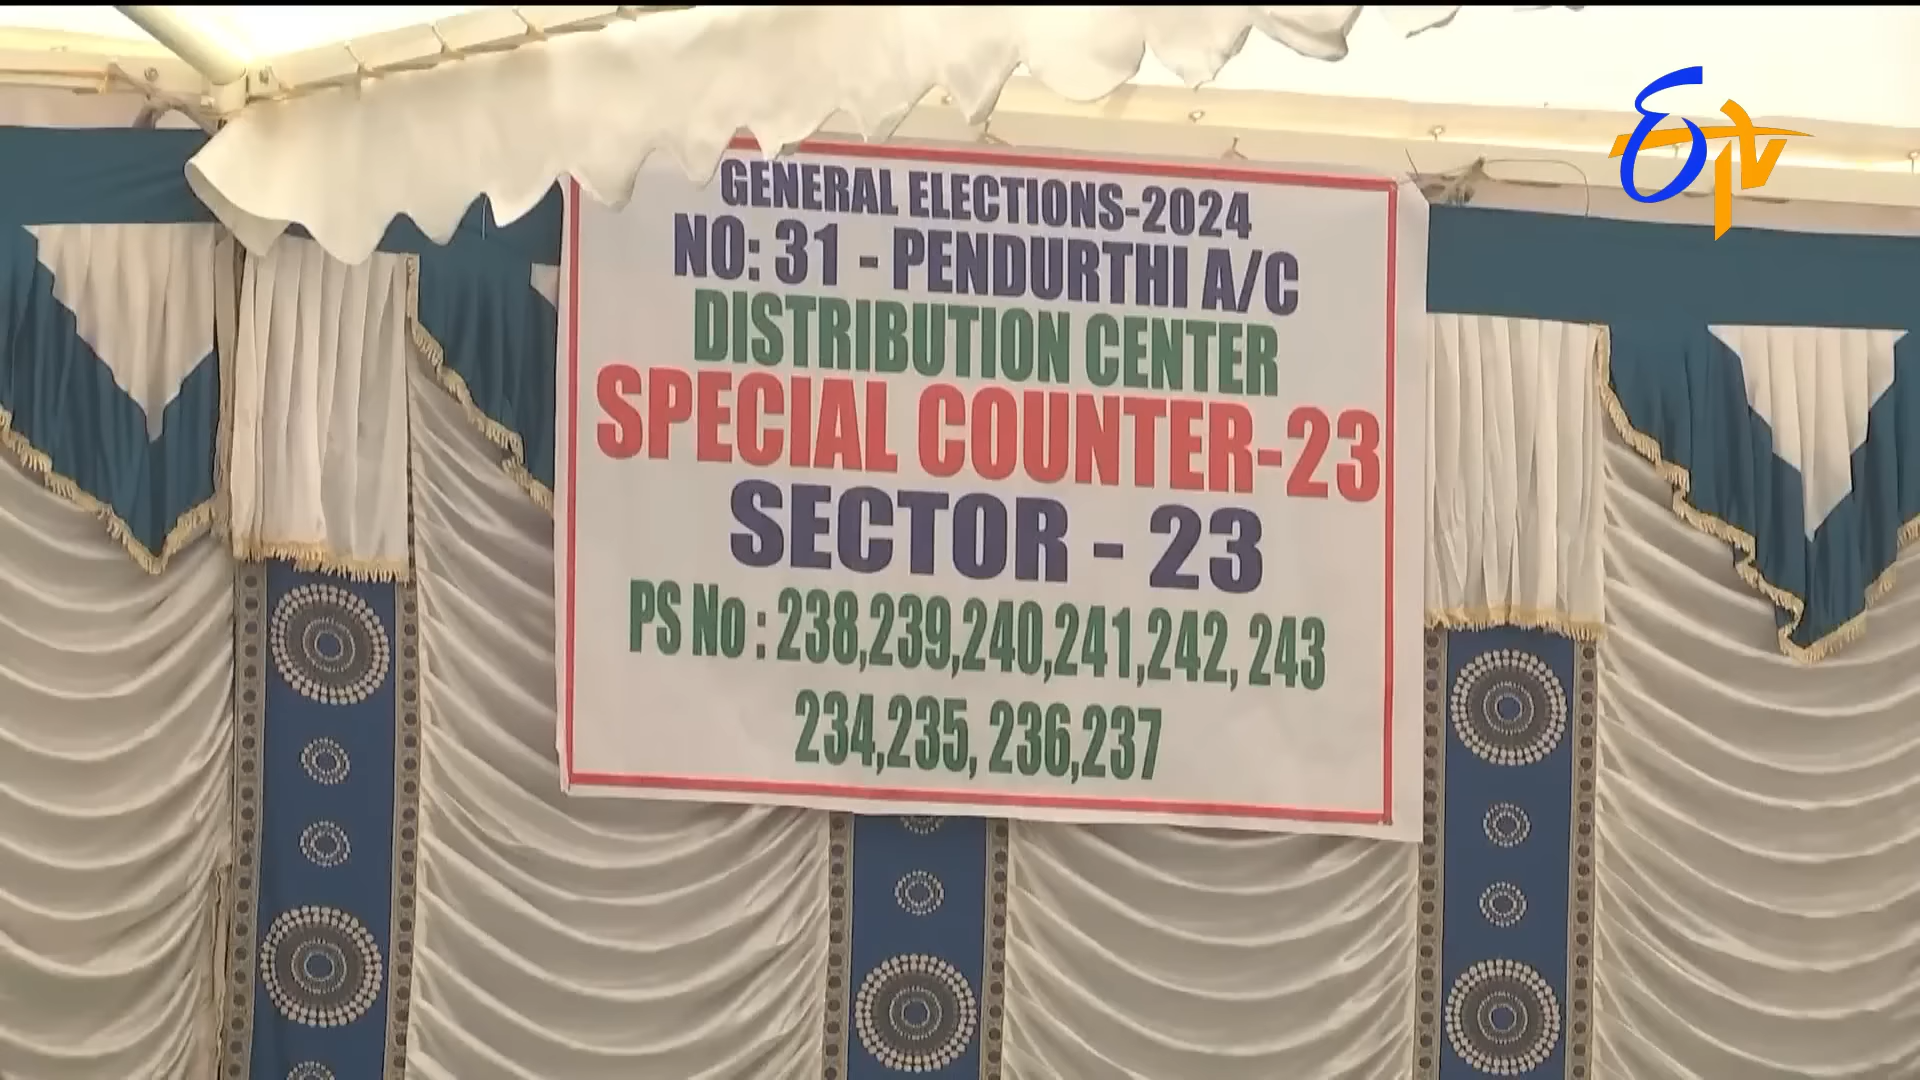 ETV
GENERAL ELECTIONS-2024
NO: 31 - PENDURTHI A/C
DISTRIBUTION CENTER
SPECIAL COUNTER-23
SECTOR - 23
PS No : 238,239,240,241,242, 243
234,235, 236,237